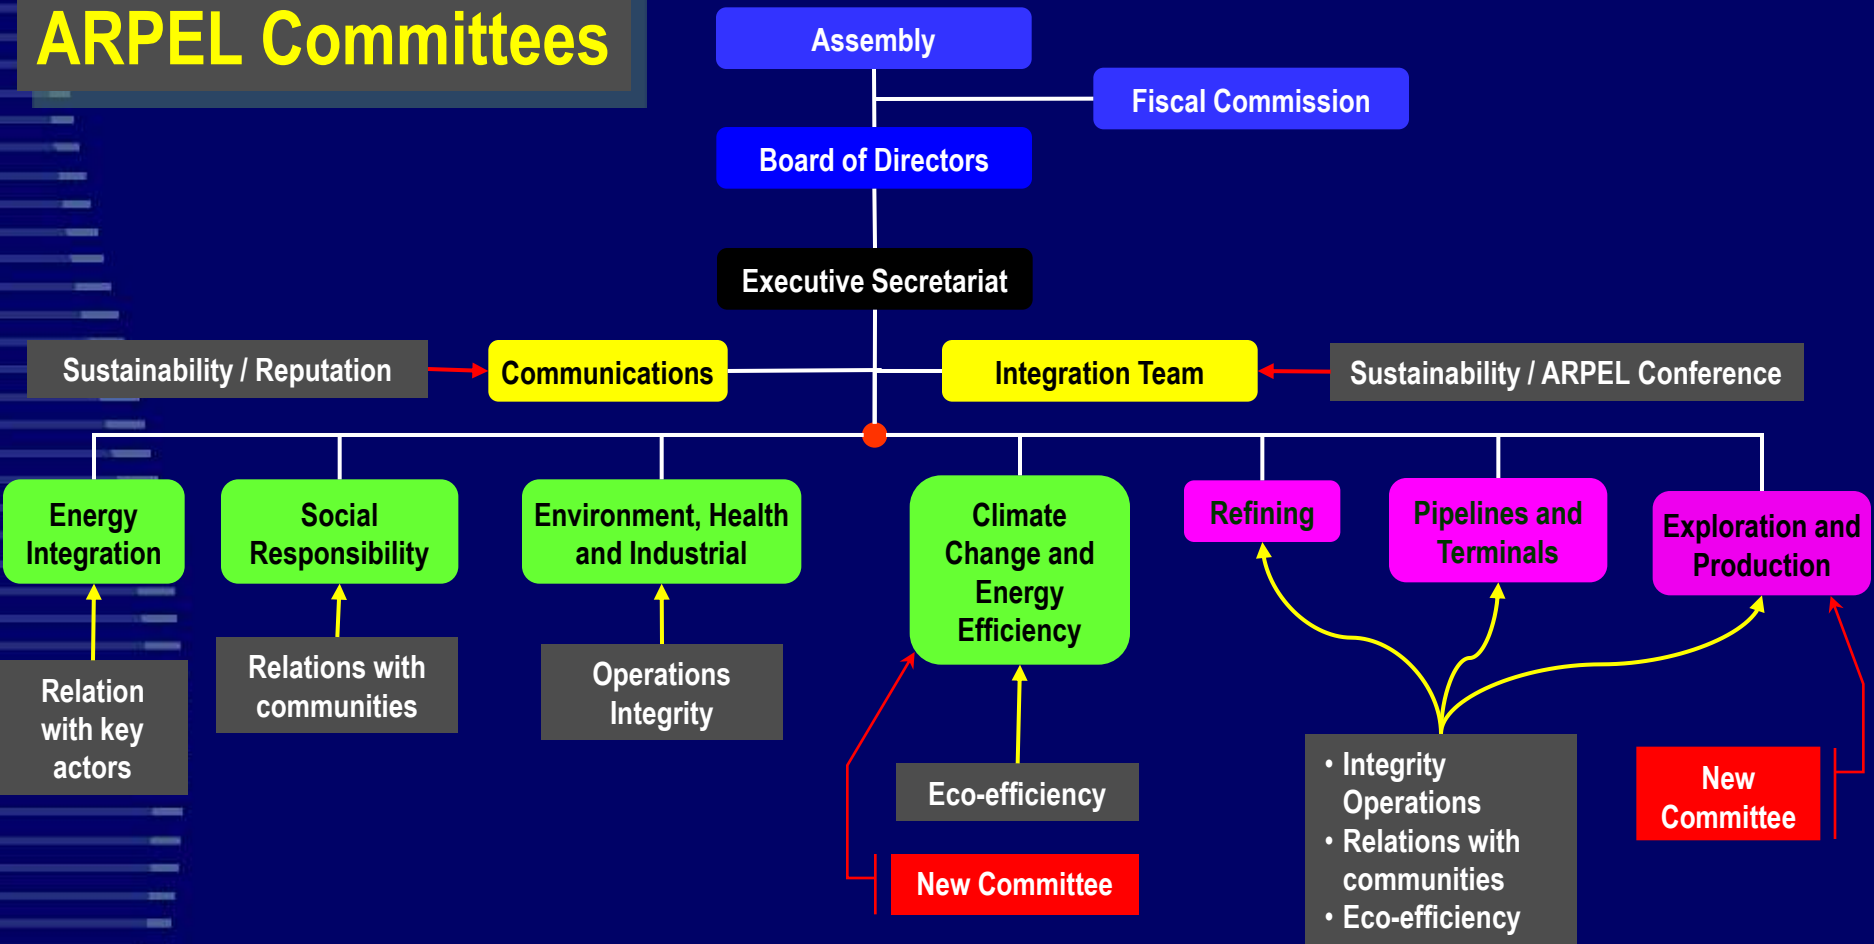 ARPEL Committees
Assembly
Fiscal Commission
Board of Directors
Executive Secretariat
Sustainability / Reputation
Communications
Integration Team
Sustainability / ARPEL Conference
Energy
Integration
Social
Responsibility
Environment, Health
and Industrial
Climate
Change and
Energy
Efficiency
Refining
Pipelines and
Terminals
Exploration and
Production
Relation
with key
actors
Relations with
communities
Operations
Integrity
Eco-efficiency
New Committee
• Integrity
Operations
• Relations with
communities
• Eco-efficiency
New
Committee